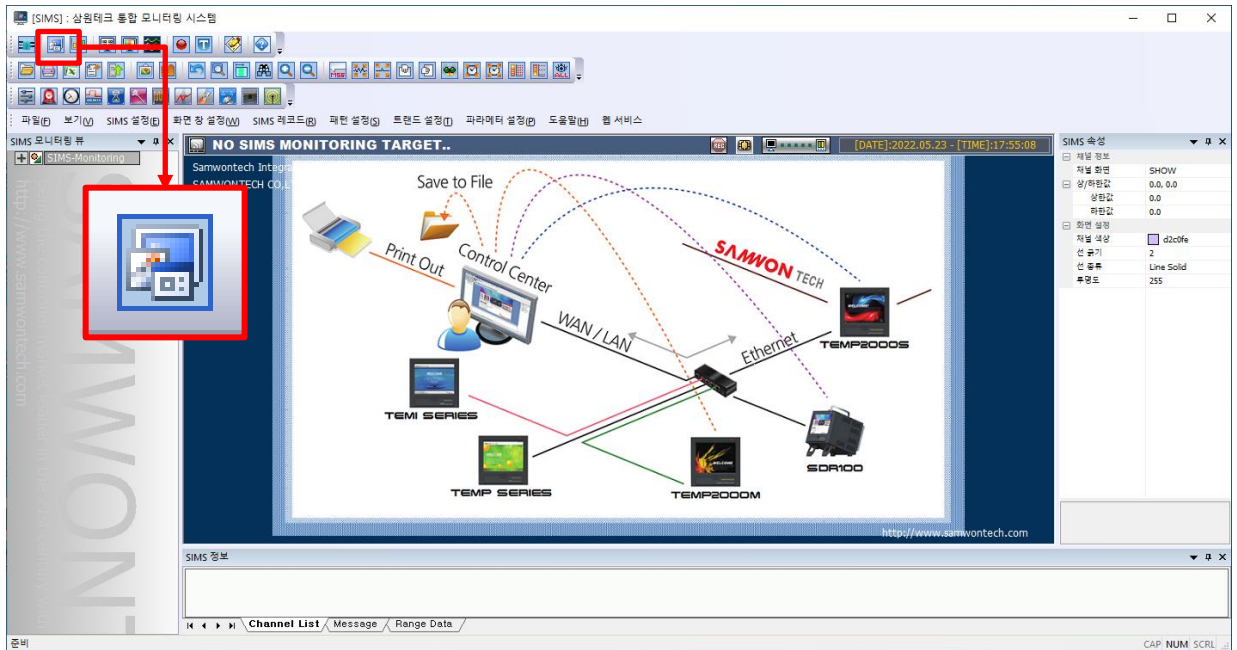 [SIMS] : 삼원테크 통합 모니터링 시스템
파일(F) 보기(V) SIMS 설정(E) 화면 창 설정(W) SIMS 레코드(R) 패턴 설정(S) 트랜드 설정(T) 파라메터 설정(P) 도움말(H) 웹 서비스
SIMS 모니터링 뷰
SIMS-Monitoring
NO SIMS MONITORING TARGET..
REC
[DATE]:2022.05.23 - [TIME]:17:55:08
Samwontech Integra
SAMWONTECH CO.,L
Save to File
Print Out
Control Center
SAMWON TECH
WAN / LAN
Ethernet
TEMP2000S
TEMI SERIES
SDR100
TEMP SERIES
TEMP2000M
http://www.samwontech.com
SIMS 속성
채널 정보
채널 화면 SHOW
상/하한값 0.0, 0.0
상한값 0.0
하한값 0.0
화면 설정
채널 색상 d2c0fe
선 굵기 2
선 종류 Line Solid
투명도 255
SIMS 정보
Channel List Message Range Data
준비
CAP NUM SCRL